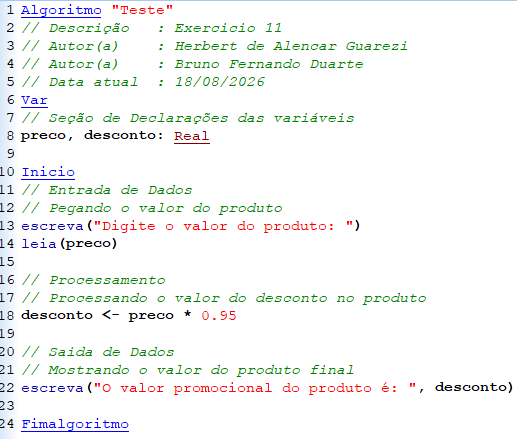 1 Algoritmo "Teste"
2 // Descrição   : Exercicio 11
3 // Autor(a)    : Herbert de Alencar Guarezi
4 // Autor(a)    : Bruno Fernando Duarte
5 // Data atual  : 18/08/2026
6 Var
7 // Seção de Declarações das variáveis
8 preco, desconto: Real
9
10 Inicio
11 // Entrada de Dados
12 // Pegando o valor do produto
13 escreva("Digite o valor do produto: ")
14 leia(preco)
15
16 // Processamento
17 // Processando o valor do desconto no produto
18 desconto <- preco * 0.95
19
20 // Saida de Dados
21 // Mostrando o valor do produto final
22 escreva("O valor promocional do produto é: ", desconto)
23
24 Fimalgoritmo